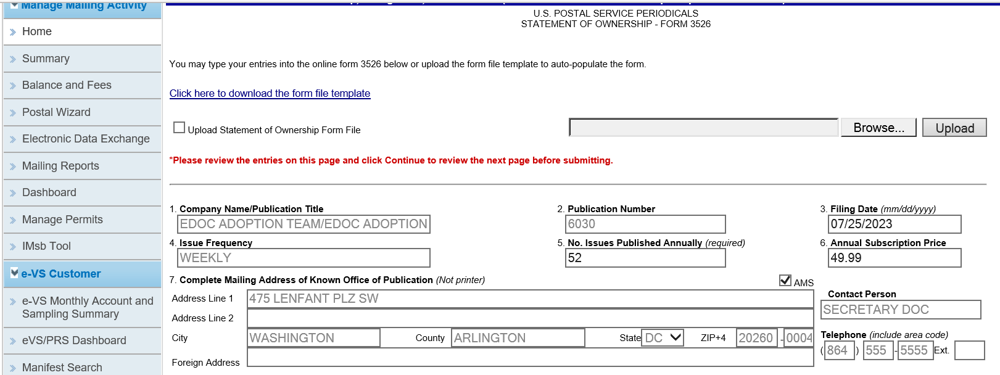 Manage Mailing Activity
Home
Summary
Balance and Fees
Postal Wizard
Electronic Data Exchange
Mailing Reports
Dashboard
Manage Permits
IMsb Tool
e-VS Customer
e-VS Monthly Account and
Sampling Summary
eVS/PRS Dashboard
Manifest Search
U.S. POSTAL SERVICE PERIODICALS
STATEMENT OF OWNERSHIP - FORM 3526
You may type your entries into the online form 3526 below or upload the form file template to auto-populate the form.
Click here to download the form file template
Upload Statement of Ownership Form File Browse... Upload
*Please review the entries on this page and click Continue to review the next page before submitting.
1. Company Name/Publication Title 2. Publication Number 3. Filing Date (mm/dd/yyyy)
EDOC ADOPTION TEAM/EDOC ADOPTION 6030 07/25/2023
4. Issue Frequency 5. No. Issues Published Annually (required) 6. Annual Subscription Price
WEEKLY 52 49.99
7. Complete Mailing Address of Known Office of Publication (Not printer) AMS
Address Line 1 475 LENFANT PLZ SW
Address Line 2
City WASHINGTON County ARLINGTON State DC ZIP+4 20260 - 0004
Foreign Address
Contact Person
SECRETARY DOC
Telephone (include area code)
(864) 555 - 5555 Ext.